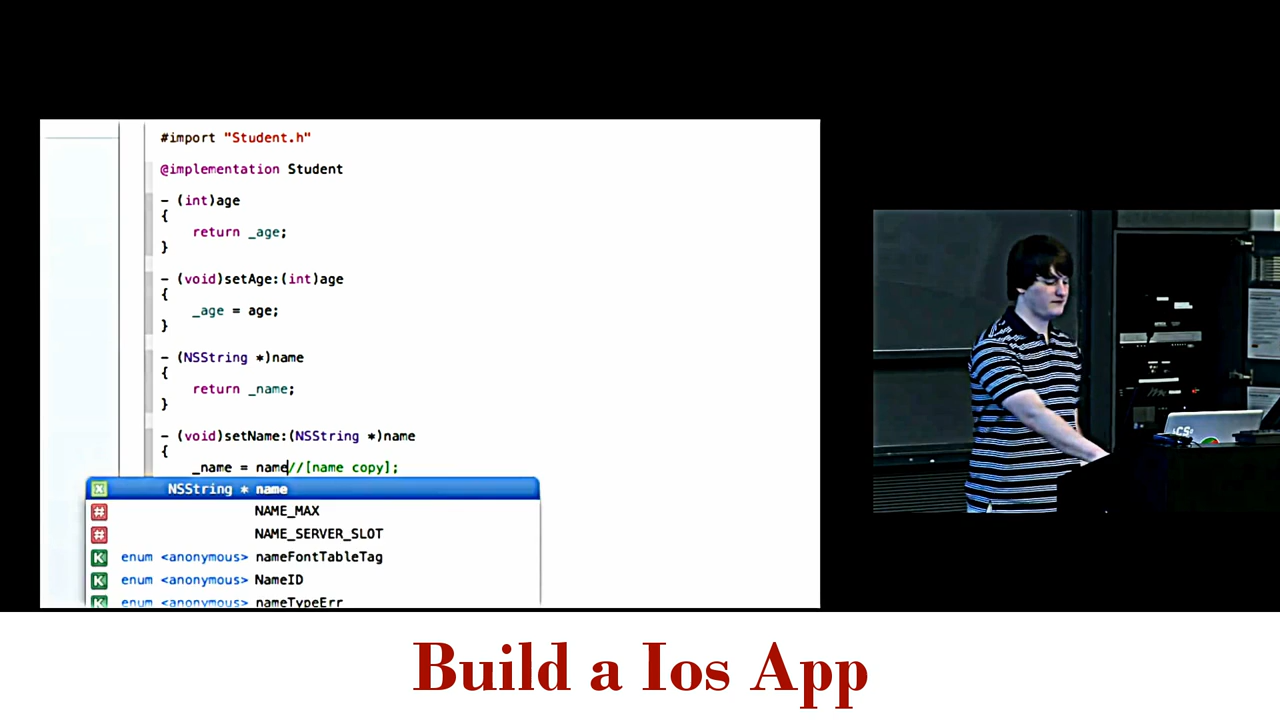 #import "Student.h"
@implementation Student
- (int)age
{
return _age;
}
- (void)setAge:(int)age
{
_age = age;
}
- (NSString *)name
{
return _name;
}
- (void)setName:(NSString *)name
{
_name = name//[name copy];
NSString * name
NAME_MAX
NAME_SERVER_SLOT
enum <anonymous> nameFontTableTag
enum <anonymous> NameID
enum <anonymous> nameTypeErr
Build a Ios App